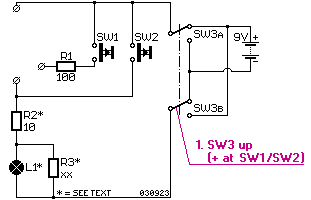 SW1 SW2
SW3A
9V +
R1
100
SW3B
R2*
10
1. SW3 up
(+ at SW1/SW2)
L1*
R3*
xx
* = SEE TEXT 030923